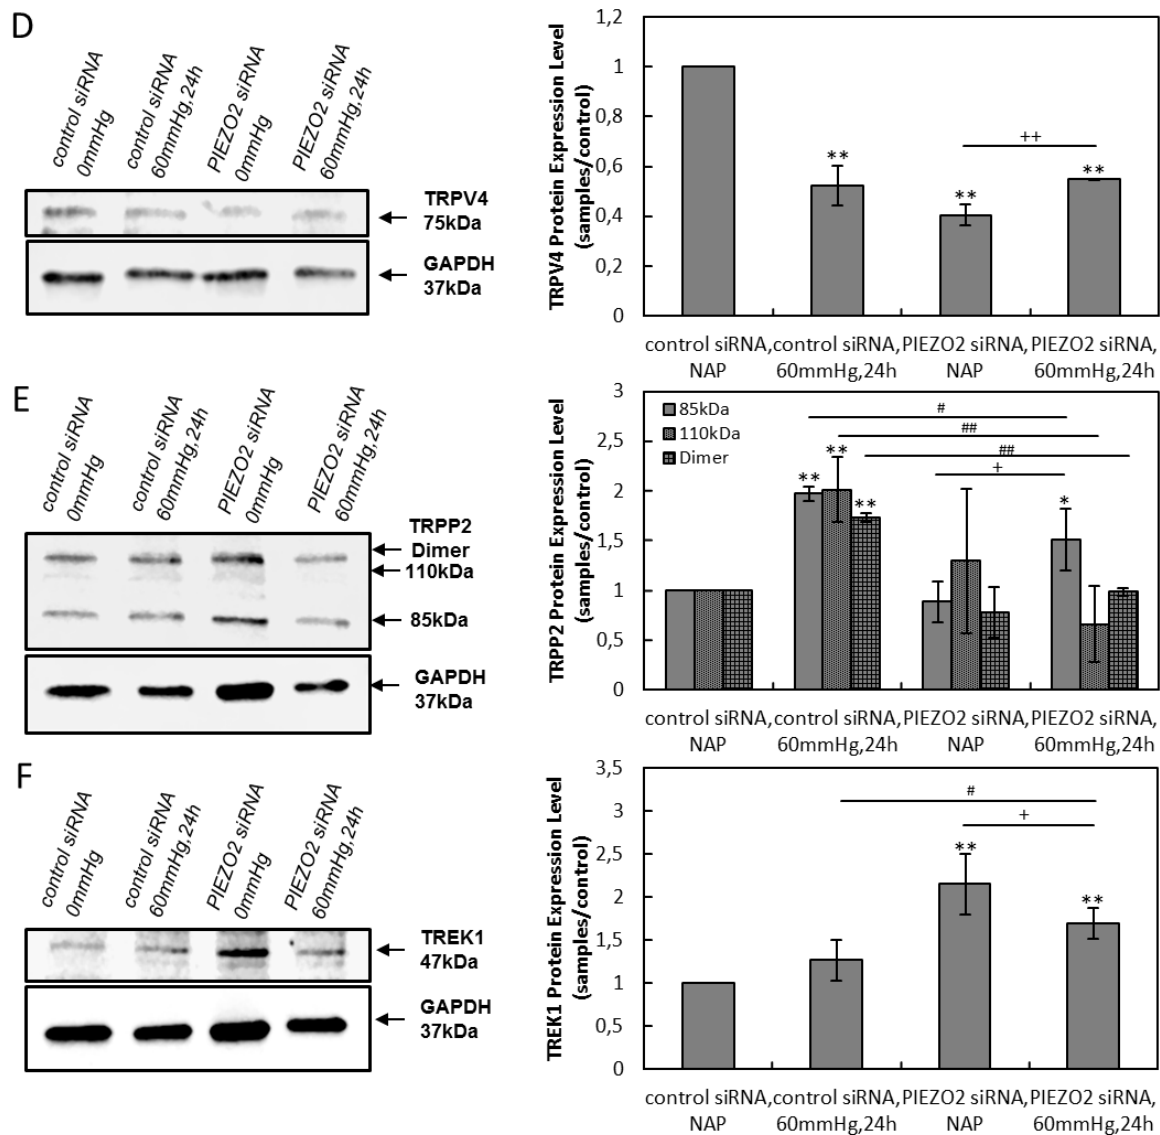 D
control siRNA
0mmHg
control siRNA
60mmHg,24h
PIEZO2 siRNA
0mmHg
PIEZO2 siRNA
60mmHg,24h
TRPV4
75kDa
GAPDH
37kDa
TRPV4 Protein Expression Level
(samples/control)
1,2
1
0,8
0,6
0,4
0,2
0
**
**
++
**
control siRNA,
NAP
control siRNA,
60mmHg,24h
PIEZO2 siRNA,
NAP
PIEZO2 siRNA,
60mmHg,24h
E
control siRNA
0mmHg
control siRNA
60mmHg,24h
PIEZO2 siRNA
0mmHg
PIEZO2 siRNA
60mmHg,24h
TRPP2
Dimer
110kDa
85kDa
GAPDH
37kDa
TRPP2 Protein Expression Level
(samples/control)
3
2,5
2
1,5
1
0,5
0
85kDa
110kDa
Dimer
#
##
##
+
**
**
**
*
control siRNA,
NAP
control siRNA,
60mmHg,24h
PIEZO2 siRNA,
NAP
PIEZO2 siRNA,
60mmHg,24h
F
control siRNA
0mmHg
control siRNA
60mmHg,24h
PIEZO2 siRNA
0mmHg
PIEZO2 siRNA
60mmHg,24h
TREK1
47kDa
GAPDH
37kDa
TREK1 Protein Expression Level
(samples/control)
3,5
3
2,5
2
1,5
1
0,5
0
#
+
**
**
control siRNA,
NAP
control siRNA,
60mmHg,24h
PIEZO2 siRNA,
NAP
PIEZO2 siRNA,
60mmHg,24h